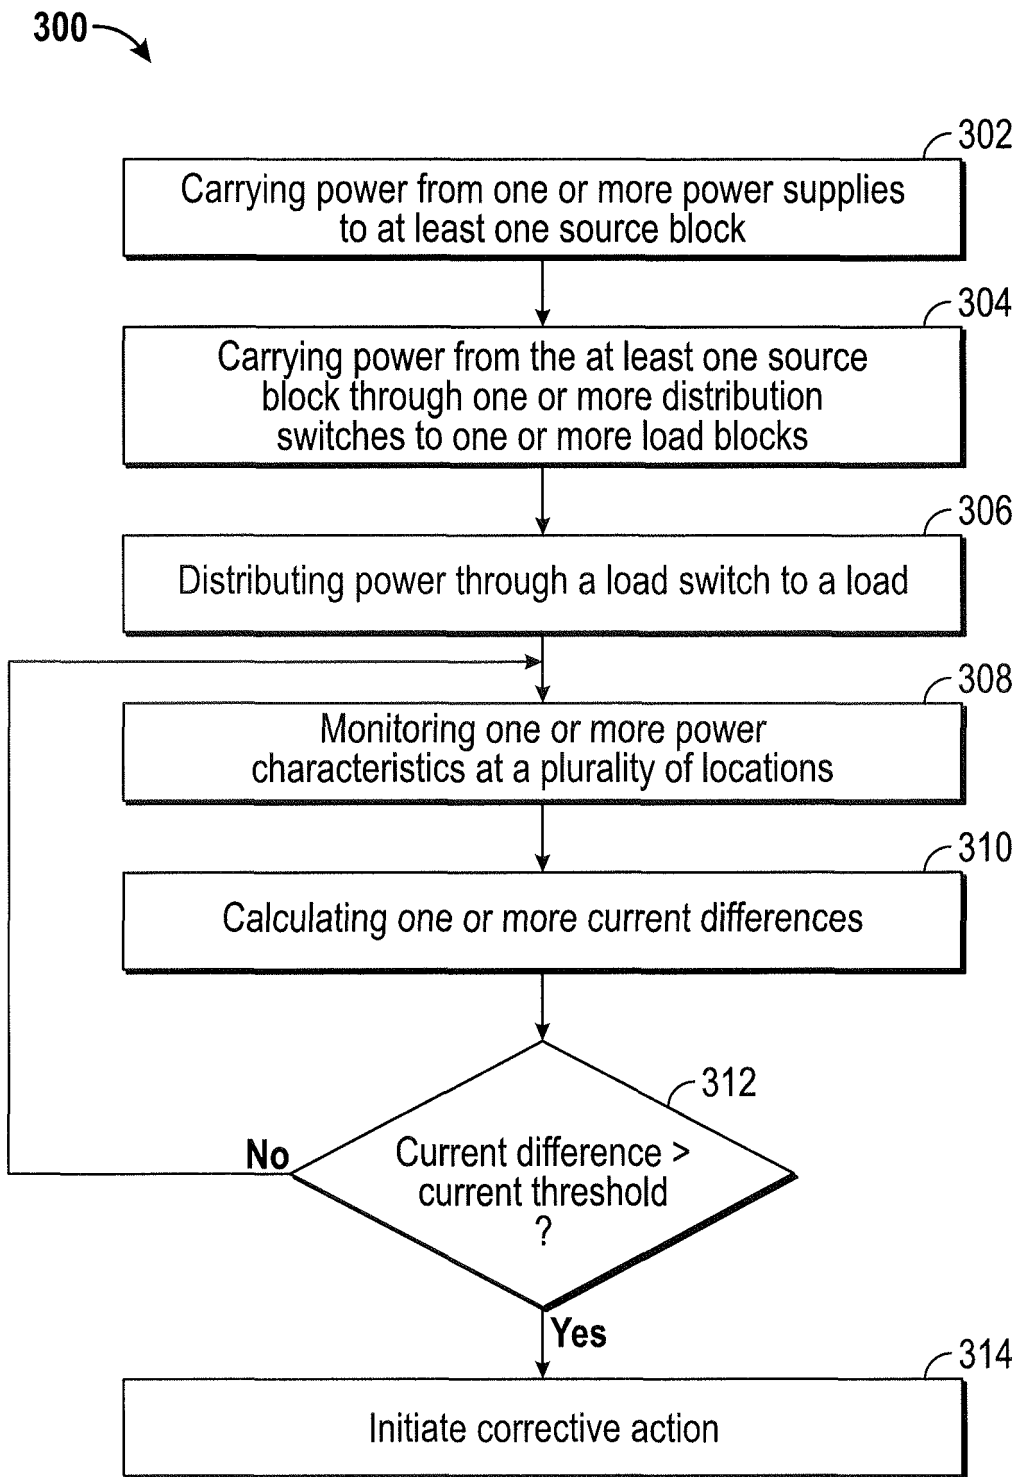 300
302
Carrying power from one or more power supplies
to at least one source block
304
Carrying power from the at least one source
block through one or more distribution
switches to one or more load blocks
306
Distributing power through a load switch to a load
308
Monitoring one or more power
characteristics at a plurality of locations
310
Calculating one or more current differences
312
No
Current difference >
current threshold
?
Yes
314
Initiate corrective action